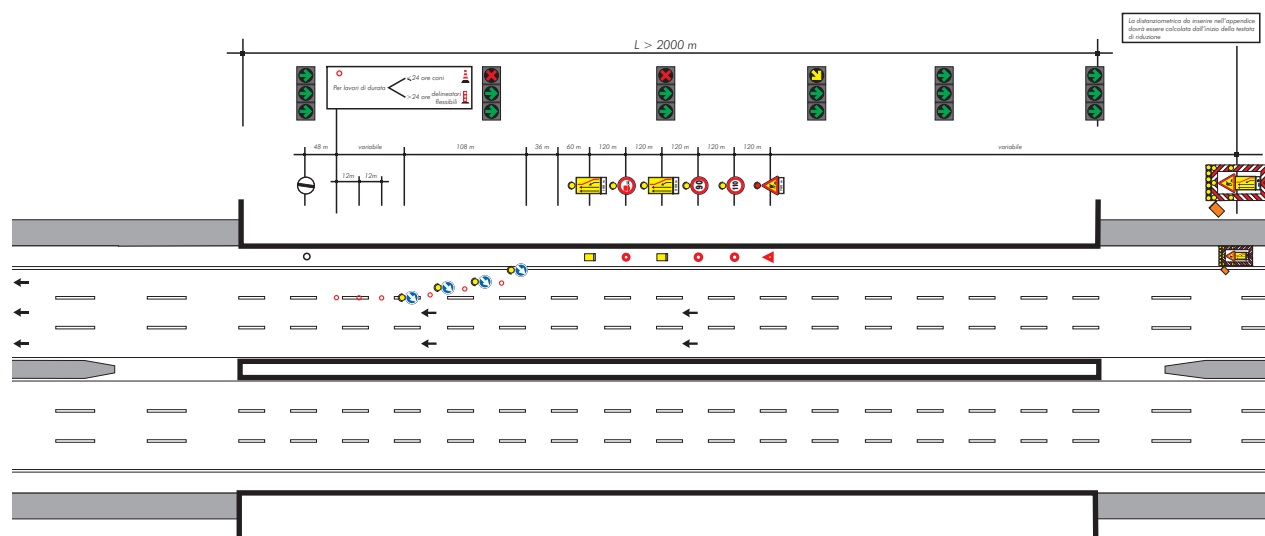 La distanziometrica da inserire nell'appendice
dovrà essere calcolata dall'inizio della testata
di riduzione
L > 2000 m
Per lavori di durata
<24 ore coni
>24 ore delineatori
flessibili
48 m
variabile
108 m
36 m
60 m
120 m
120 m
120 m
120 m
120 m
variabile
12m
12m
90
110